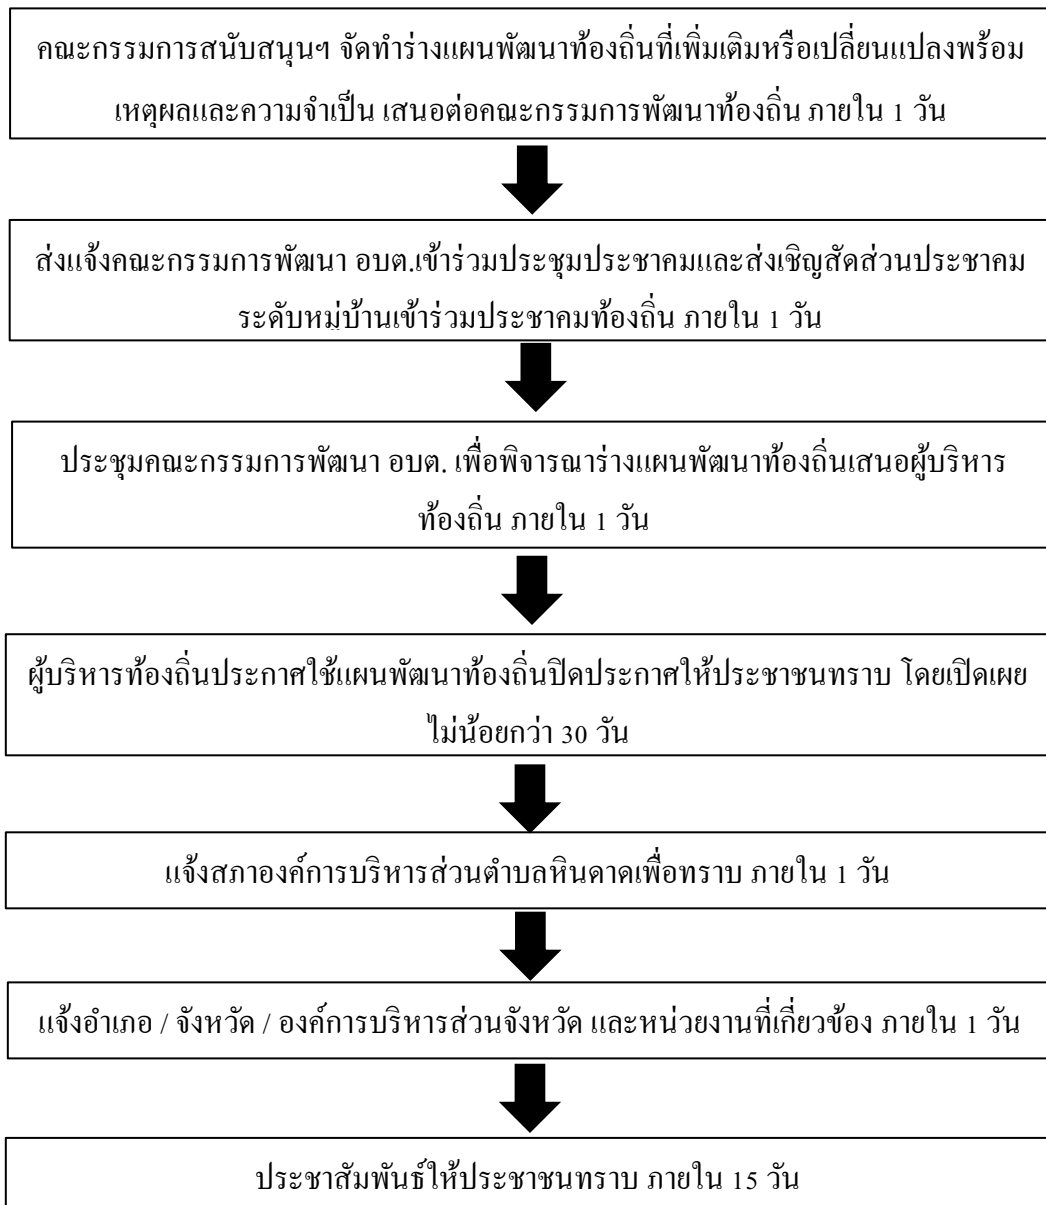 คณะกรรมการสนับสนุนฯ จัดทำร่างแผนพัฒนาท้องถิ่นที่เพิ่มเติมหรือเปลี่ยนแปลงพร้อม
เหตุผลและความจำเป็น เสนอต่อคณะกรรมการพัฒนาท้องถิ่น ภายใน 1 วัน
ส่งแจ้งคณะกรรมการพัฒนา อบต.เข้าร่วมประชุมประชาคมและส่งเชิญสัดส่วนประชาคม
ระดับหมู่บ้านเข้าร่วมประชาคมท้องถิ่น ภายใน 1 วัน
ประชุมคณะกรรมการพัฒนา อบต. เพื่อพิจารณาร่างแผนพัฒนาท้องถิ่นเสนอผู้บริหาร
ท้องถิ่น ภายใน 1 วัน
ผู้บริหารท้องถิ่นประกาศใช้แผนพัฒนาท้องถิ่นปิดประกาศให้ประชาชนทราบ โดยเปิดเผย
ไม่น้อยกว่า 30 วัน
แจ้งสภาองค์การบริหารส่วนตำบลหินดาดเพื่อทราบ ภายใน 1 วัน
แจ้งอำเภอ / จังหวัด / องค์การบริหารส่วนจังหวัด และหน่วยงานที่เกี่ยวข้อง ภายใน 1 วัน
ประชาสัมพันธ์ให้ประชาชนทราบ ภายใน 15 วัน